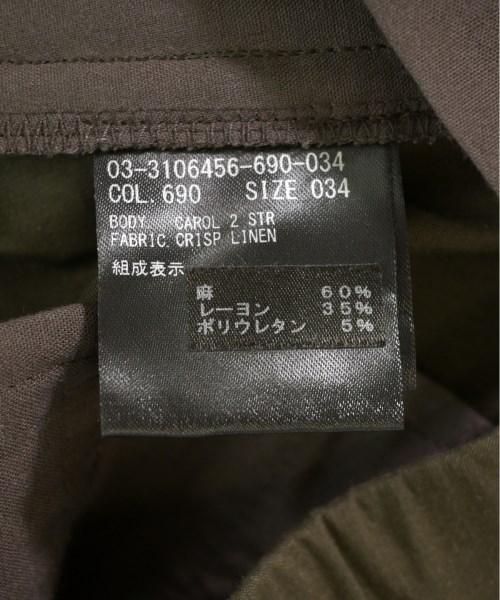 03-3106456-690-034
COL. 690 SIZE 034
BODY CAROL 2 STR
FABRIC CRISP LINEN
組成表示
麻 60%
レーヨン 35%
ポリウレタン 5%